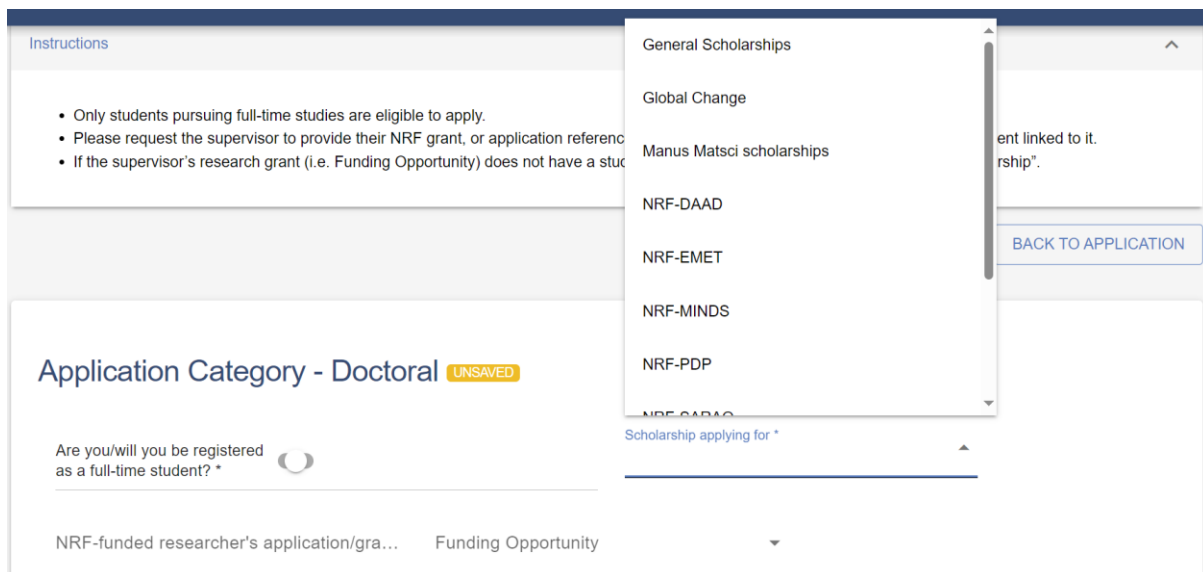 Instructions
• Only students pursuing full-time studies are eligible to apply.
• Please request the supervisor to provide their NRF grant, or application referenc ent linked to it.
• If the supervisor's research grant (i.e. Funding Opportunity) does not have a stu rship".
General Scholarships
Global Change
Manus Matsci scholarships
NRF-DAAD
NRF-EMET
NRF-MINDS
NRF-PDP
BACK TO APPLICATION
Application Category - Doctoral UNSAVED
Are you/will you be registered
as a full-time student? *
Scholarship applying for *
NRF-funded researcher's application/gra... Funding Opportunity